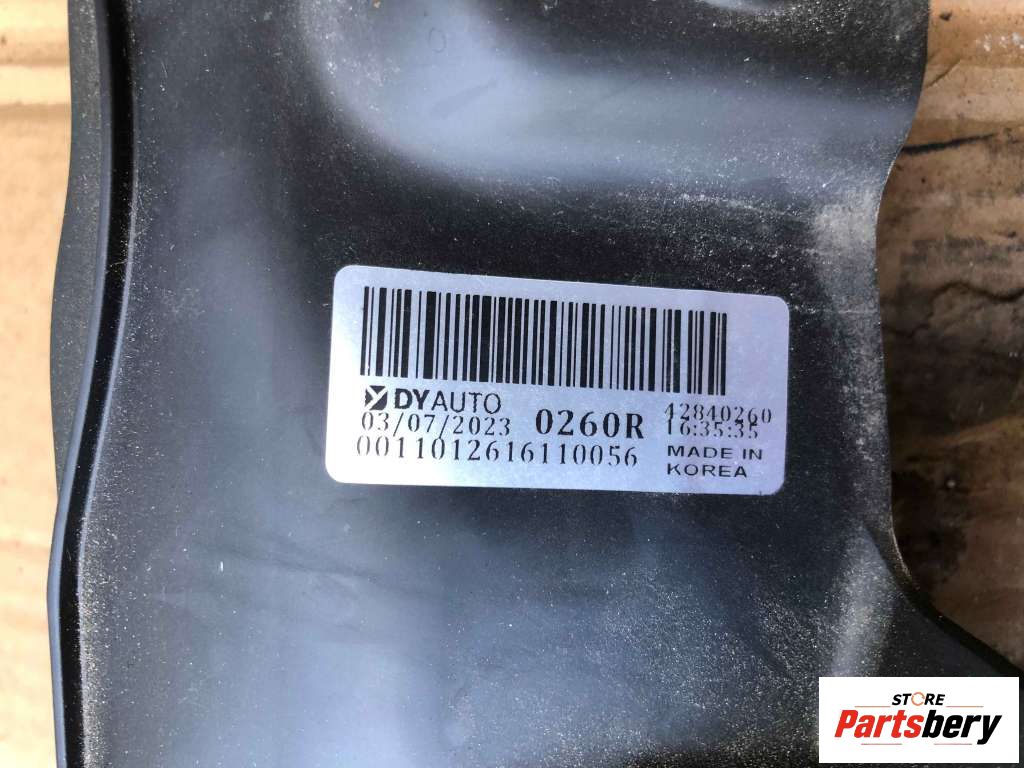 DYAUTO
42840260
03/07/2023 0260R 16:35:35
0011012616110056 MADE IN
KOREA
STORE
Partsbery